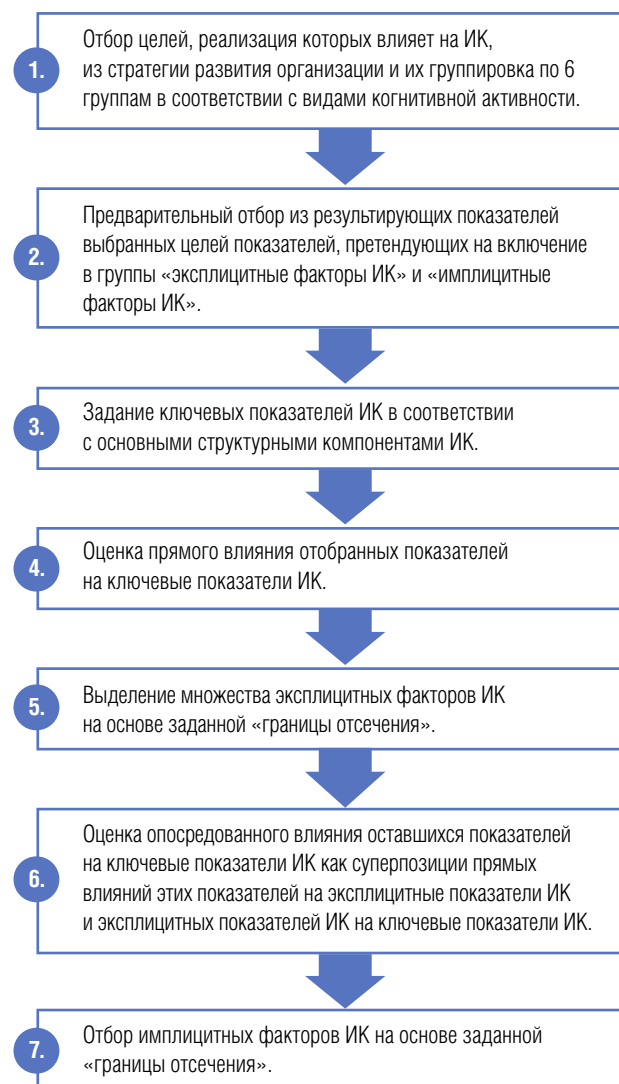 1.
Отбор целей, реализация которых влияет на ИК,
из стратегии развития организации и их группировка по 6
группам в соответствии с видами когнитивной активности.
2.
Предварительный отбор из результирующих показателей
выбранных целей показателей, претендующих на включение
в группы «эксплицитные факторы ИК» и «имплицитные
факторы ИК».
3.
Задание ключевых показателей ИК в соответствии
с основными структурными компонентами ИК.
4.
Оценка прямого влияния отобранных показателей
на ключевые показатели ИК.
5.
Выделение множества эксплицитных факторов ИК
на основе заданной «границы отсечения».
6.
Оценка опосредованного влияния оставшихся показателей
на ключевые показатели ИК как суперпозиции прямых
влияний этих показателей на эксплицитные показатели ИК
и эксплицитных показателей ИК на ключевые показатели ИК.
7.
Отбор имплицитных факторов ИК на основе заданной
«границы отсечения».